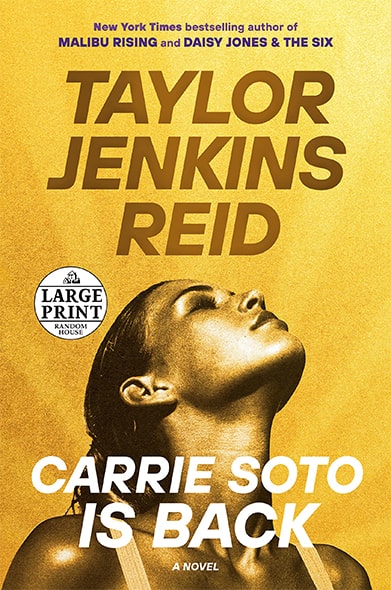 New York Times bestselling author of
MALIBU RISING and DAISY JONES & THE SIX
TAYLOR
JENKINS
REID
LARGE
PRINT
RANDOM
HOUSE
CARRIE SOTO
IS BACK
A NOVEL